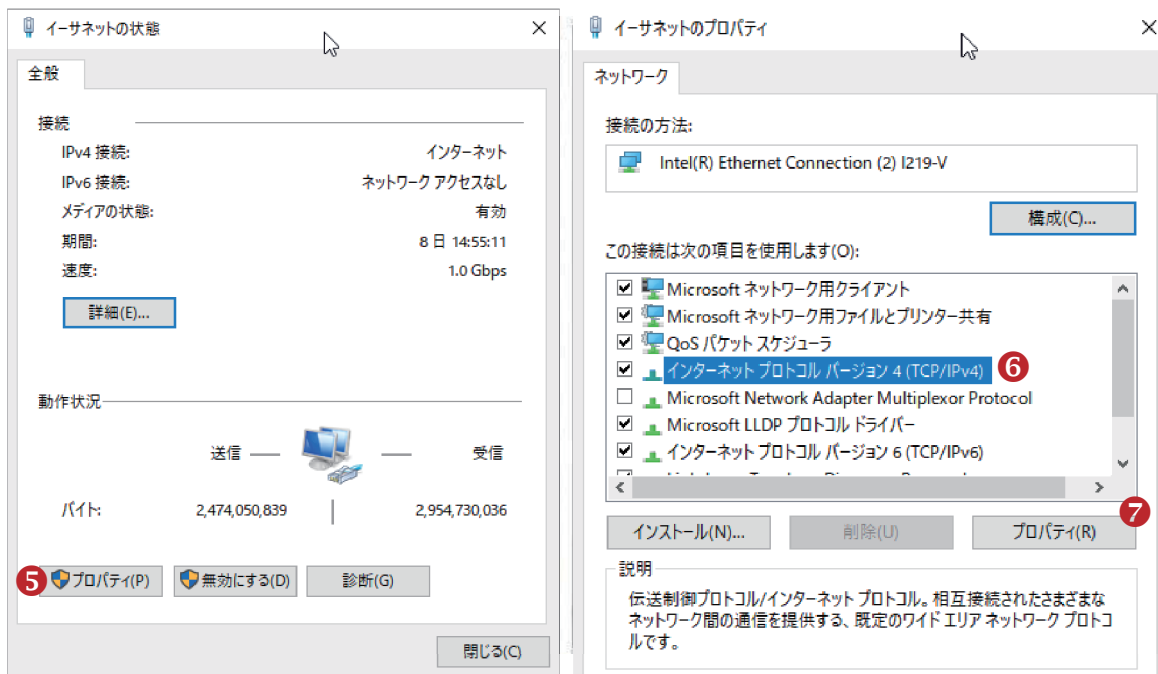 イーサネットの状態
全般
接続
IPv4 接続: インターネット
IPv6 接続: ネットワーク アクセスなし
メディアの状態: 有効
期間: 8 日 14:55:11
速度: 1.0 Gbps
詳細(E)...
動作状況
送信 受信
バイト: 2,474,050,839 2,954,730,036
5 プロパティ(P) 無効にする(D) 診断(G)
閉じる(C)
イーサネットのプロパティ
ネットワーク
接続の方法:
Intel(R) Ethernet Connection (2) I219-V
構成(C)...
この接続は次の項目を使用します(O):
Microsoft ネットワーク用クライアント
Microsoft ネットワーク用ファイルとプリンター共有
QoS パケット スケジューラ
インターネット プロトコル バージョン 4 (TCP/IPv4) 6
Microsoft Network Adapter Multiplexor Protocol
Microsoft LLDP プロトコル ドライバー
インターネット プロトコル バージョン 6 (TCP/IPv6)
7
インストール(N)... 削除(U) プロパティ(R)
説明
伝送制御プロトコル/インターネット プロトコル。相互接続されたさまざまな
ネットワーク間の通信を提供する、既定のワイド エリア ネットワーク プロトコ
ルです。